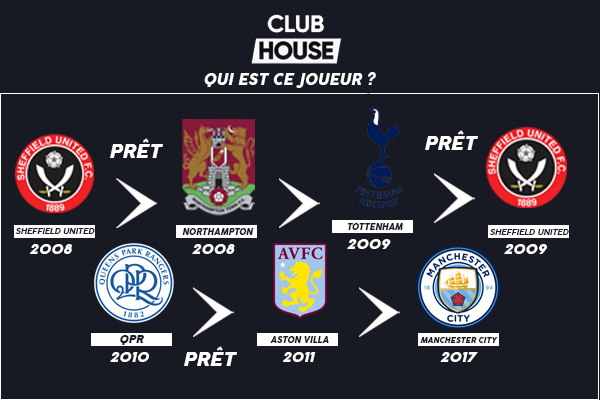 CLUB
HOUSE
QUI EST CE JOUEUR ?
PRÊT
PRÊT
SHEFFIELD UNITED F.C.
1889
TOTTENHAM
HOTSPUR
SHEFFIELD UNITED F.C.
1889
SHEFFIELD UNITED
NORTHAMPTON
TOTTENHAM
SHEFFIELD UNITED
2008
2008
2009
2009
QUEENS PARK RANGERS
QPR
1882
AVFC
MANCHESTER
18 94
CITY
QPR
ASTON VILLA
MANCHESTER CITY
2010
PRÊT
2011
2017